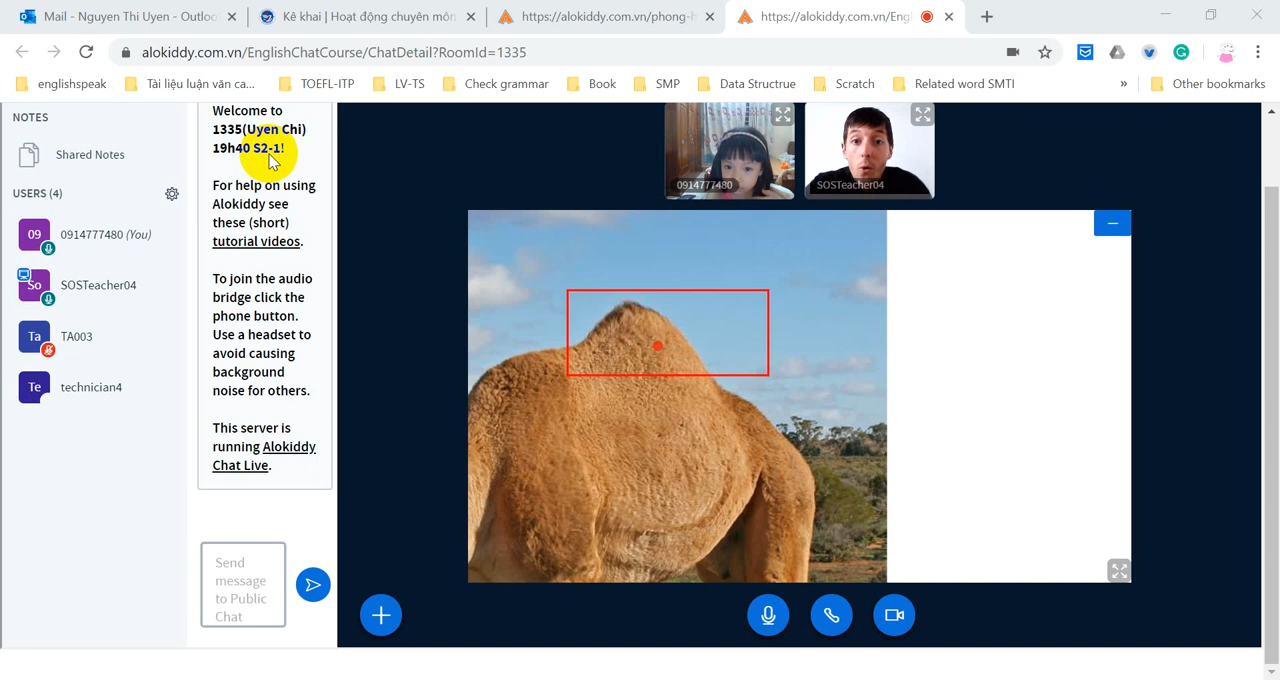 Mail - Nguyen Thi Uyen - Outloo
Kê khai | Hoạt động chuyên môn
https://alokiddy.com.vn/phong-h
https://alokiddy.com.vn/Engl
alokiddy.com.vn/EnglishChatCourse/ChatDetail?RoomId=1335
englishspeak
Tài liệu luận văn ca...
TOEFL-ITP
LV-TS
Check grammar
Book
SMP
Data Structrue
Scratch
Related word SMTI
»
Other bookmarks
NOTES
Shared Notes
USERS (4)
09
0914777480 (You)
So
SOSTeacher04
Ta
TA003
Te
technician4
Welcome to
1335(Uyen Chi)
19h40 S2-1!
For help on using
Alokiddy see
these (short)
tutorial videos.
To join the audio
bridge click the
phone button.
Use a headset to
avoid causing
background
noise for others.
This server is
running Alokiddy
Chat Live.
Send
message
to Public
Chat
0914777480
SOSTeacher04